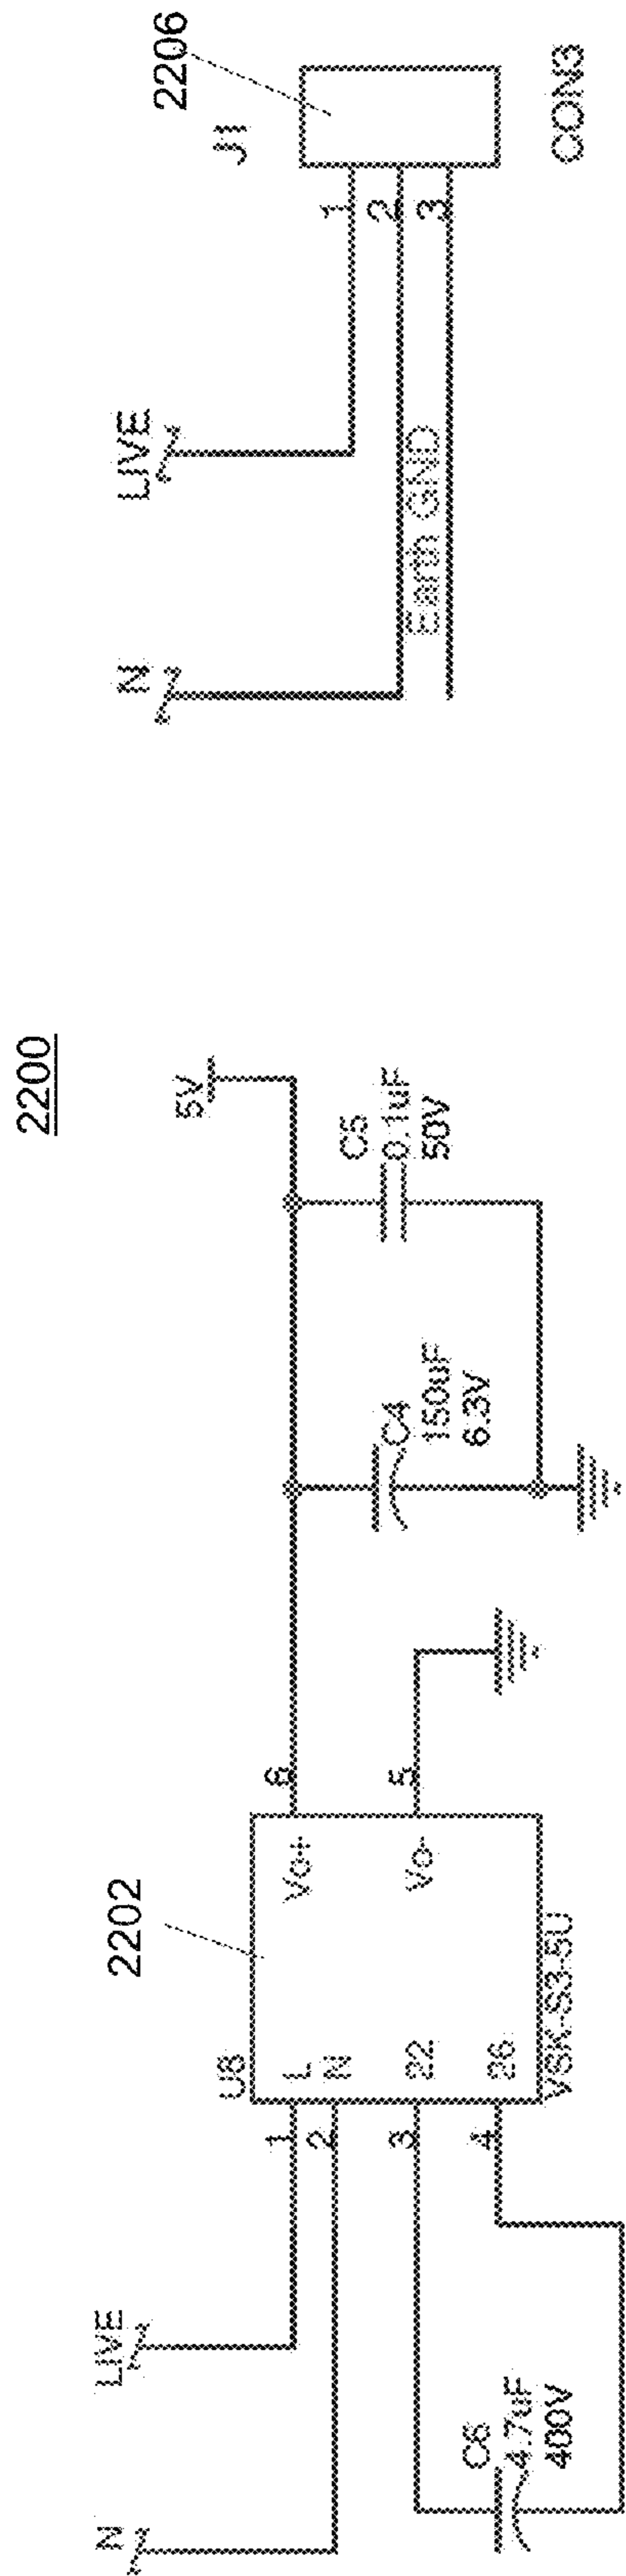 2200
N
LIVE
U8
2202
1
L
2
N
3
22
4
26
Vo+
6
Vo-
5
VSK-S3-5U
C6
4.7uF
400V
5V
C4
150uF
6.3V
C5
0.1uF
50V
N
LIVE
J1
2206
1
2
3
Earth GND
CON3